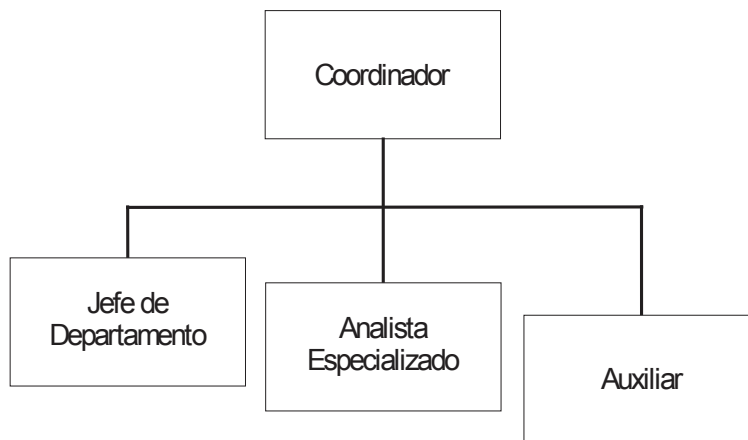 Coordinador
Jefe de
Departamento
Analista
Especializado
Auxiliar